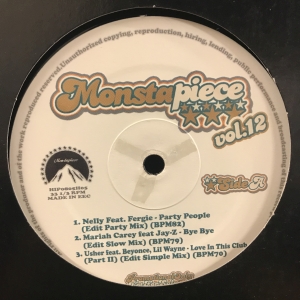 Monstapiece
vol.12
Monstapiece
33 1/3 RPM
MADE IN EEC
Side A
1. Nelly Feat. Fergie - Party People
(Edit Party Mix) (BPM82)
2. Mariah Carey feat Jay-Z - Bye Bye
(Edit Slow Mix) (BPM79)
3. Usher feat. Beyonce, Lil Wayne - Love In This Club
(Part II) (Edit Simple Mix) (BPM70)